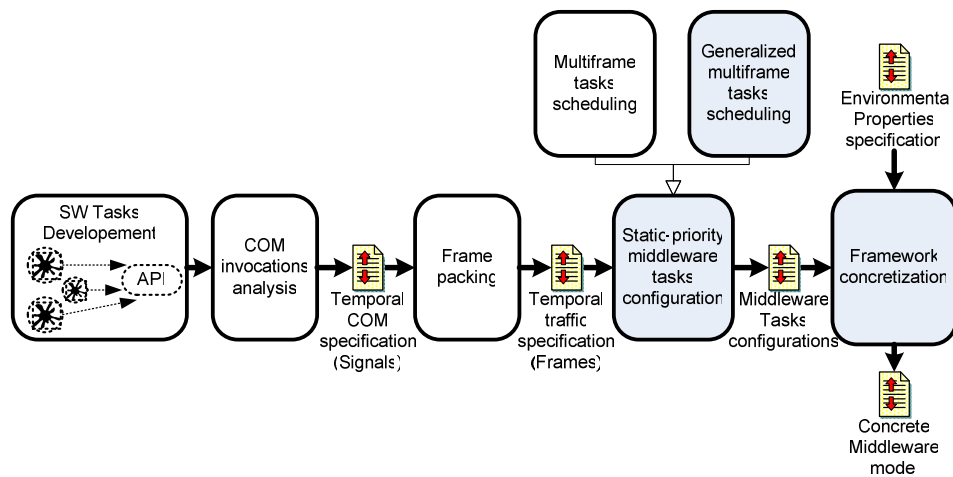 Multiframe
tasks
scheduling
Generalized
multiframe
tasks
scheduling
Environmenta
Properties
specification
SW Tasks
Developement
API
COM
invocations
analysis
Temporal
COM
specification
(Signals)
Frame
packing
Temporal
traffic
specification
(Frames)
Static-priority
middleware
tasks
configuration
Middleware
Tasks
configurations
Framework
concretization
Concrete
Middleware
mode